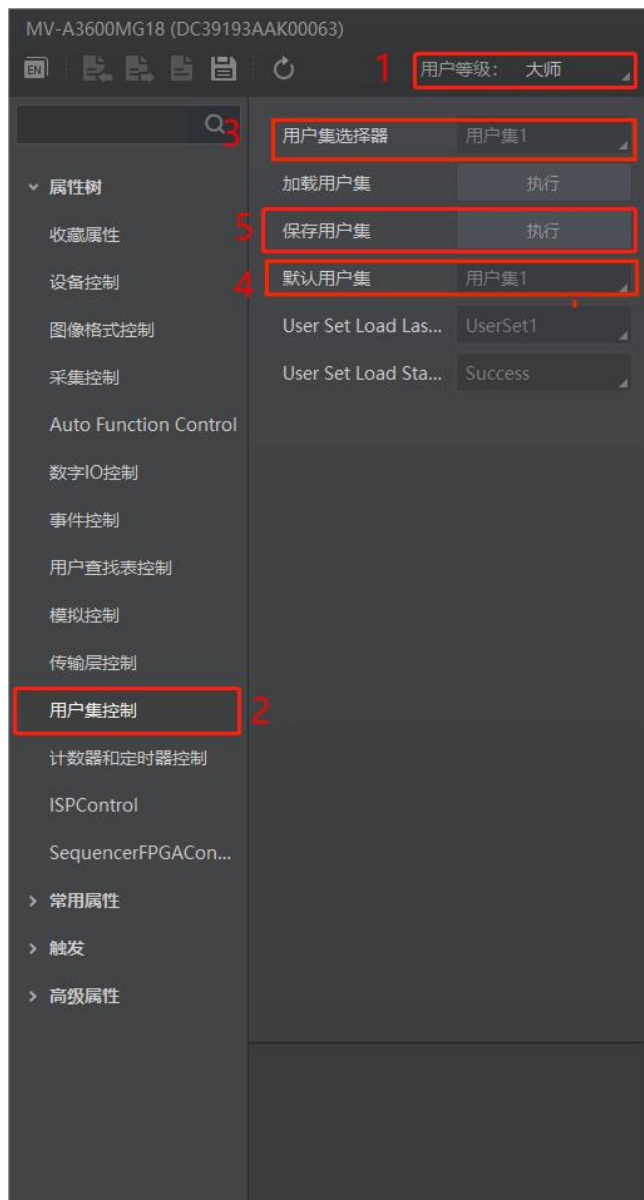 MV-A3600MG18 (DC39193AAK00063)
EN
1
用户等级: 大师
3
用户集选择器 用户集1
加载用户集 执行
5
保存用户集 执行
4
默认用户集 用户集1
User Set Load Las... UserSet1
User Set Load Sta... Success
属性树
收藏属性
设备控制
图像格式控制
采集控制
Auto Function Control
数字IO控制
事件控制
用户查找表控制
模拟控制
传输层控制
用户集控制
2
计数器和定时器控制
ISPControl
SequencerFPGACon...
常用属性
触发
高级属性